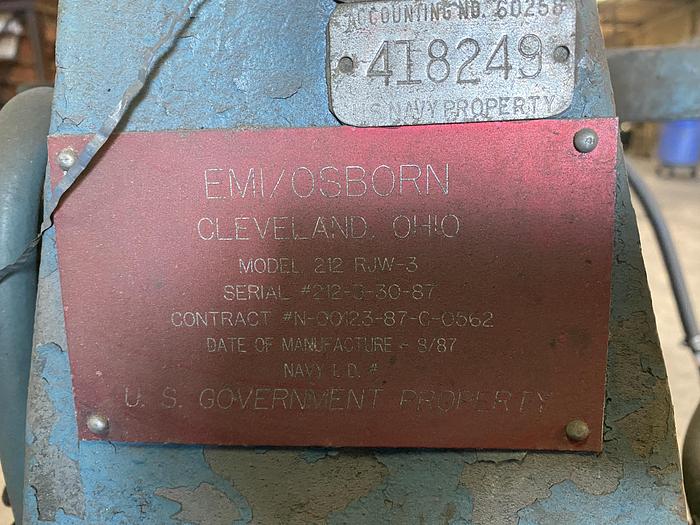 ACCOUNTING NO. 60258
418249
U.S. NAVY PROPERTY
EMI/OSBORN
CLEVELAND, OHIO
MODEL 212 RJW-3
SERIAL #212-3-30-87
CONTRACT #N-00123-87-C-0562
DATE OF MANUFACTURE - 8/87
NAVY I.D. #
U. S. GOVERNMENT PROPERTY